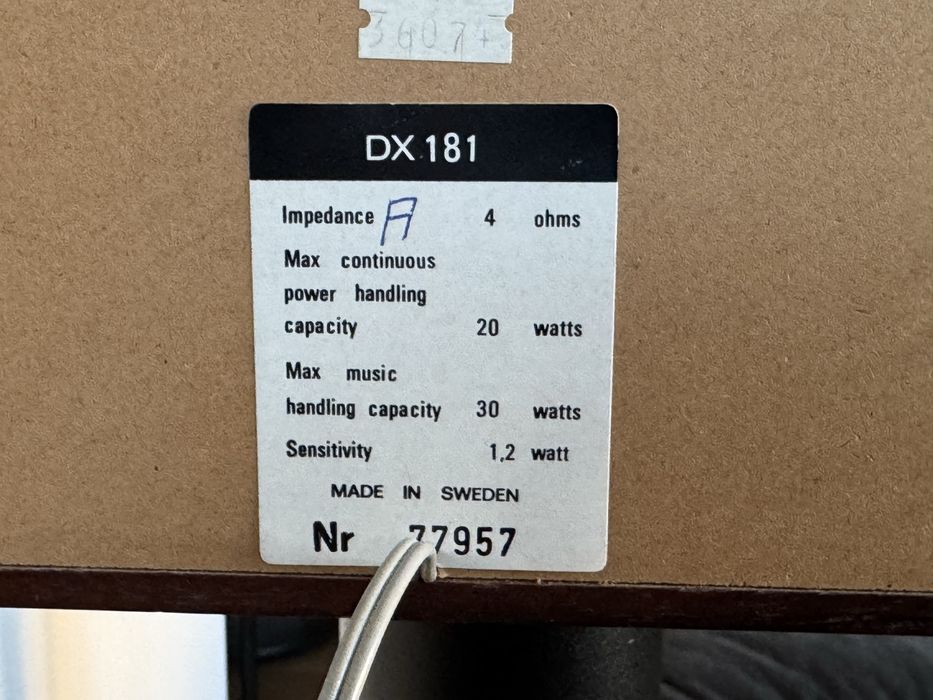 36074
DX 181
Impedance A 4 ohms
Max continuous
power handling
capacity 20 watts
Max music
handling capacity 30 watts
Sensitivity 1,2 watt
MADE IN SWEDEN
Nr 77957